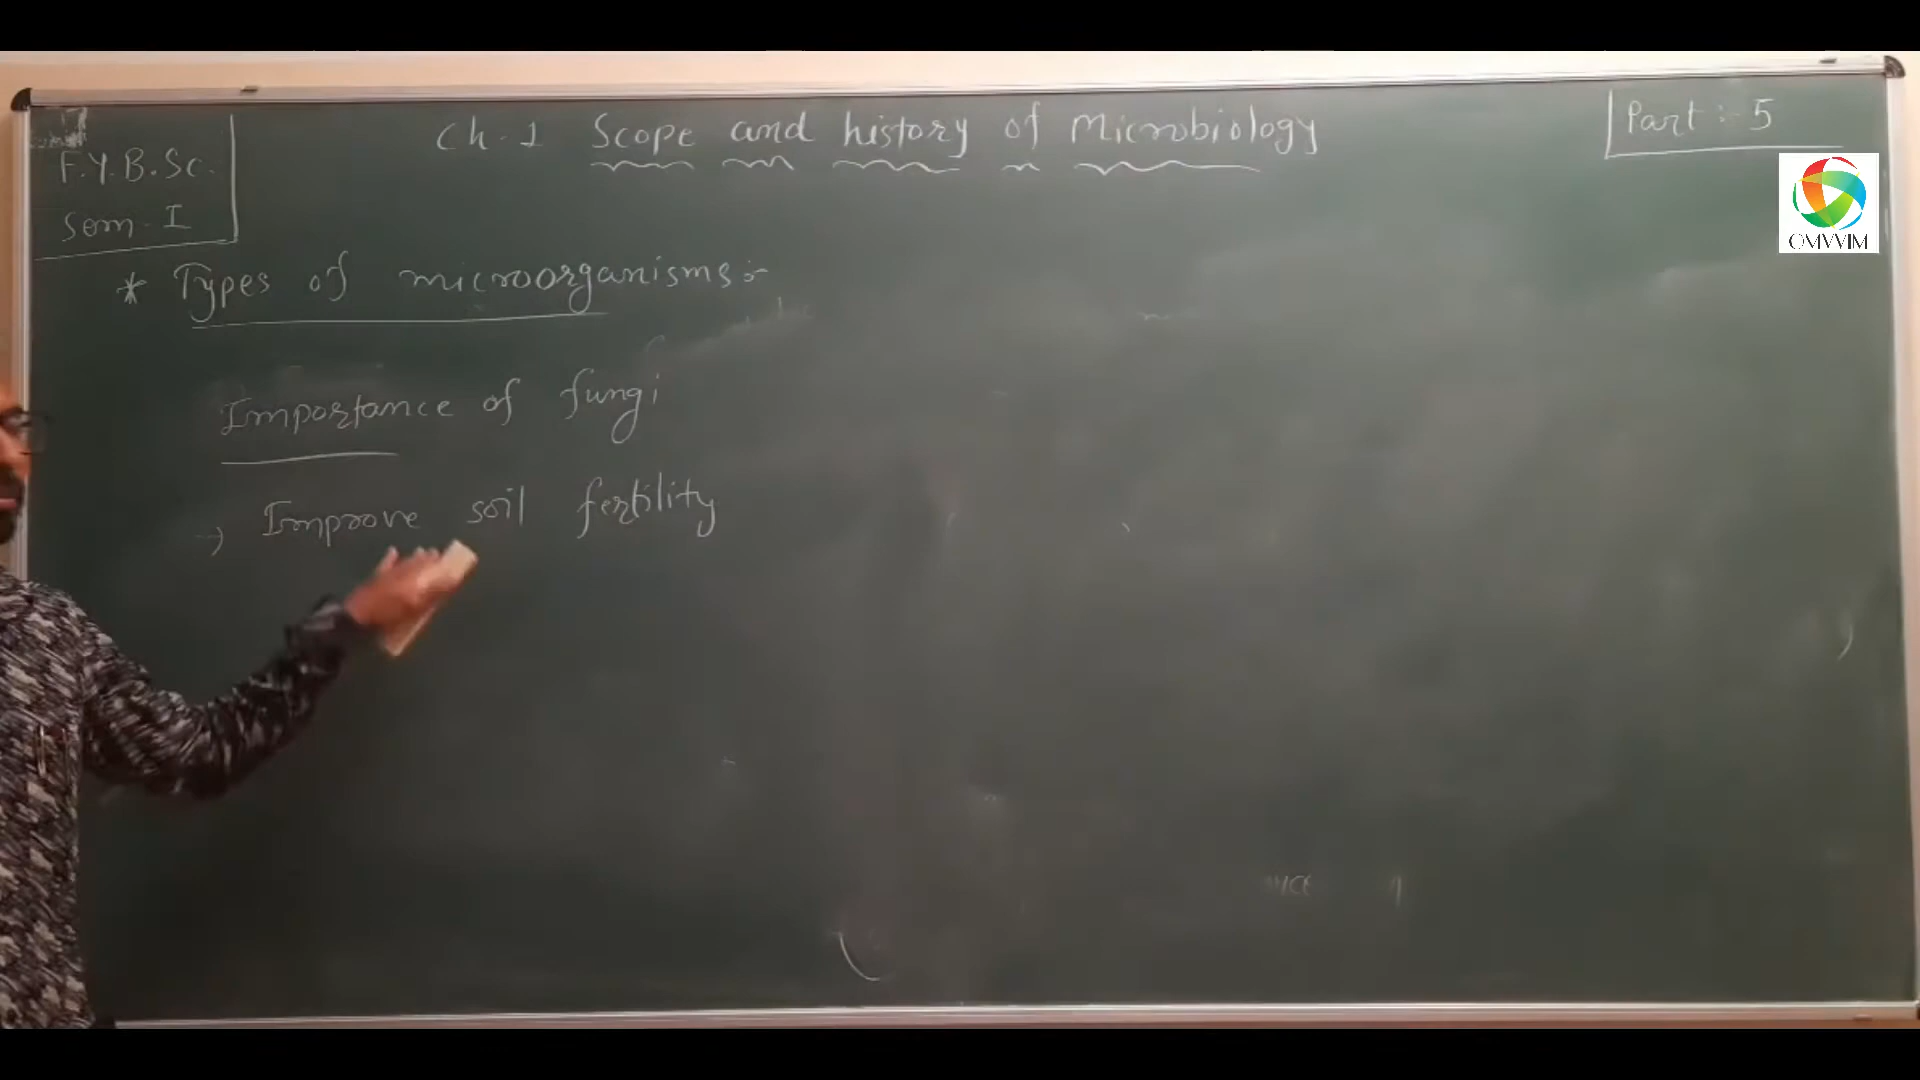 F.Y.B.Sc.
Sem-I
Ch-1 Scope and history of Microbiology
Part:-5
OMVVIM
* Types of microorganisms:-
Importance of fungi
→ Improve soil fertility